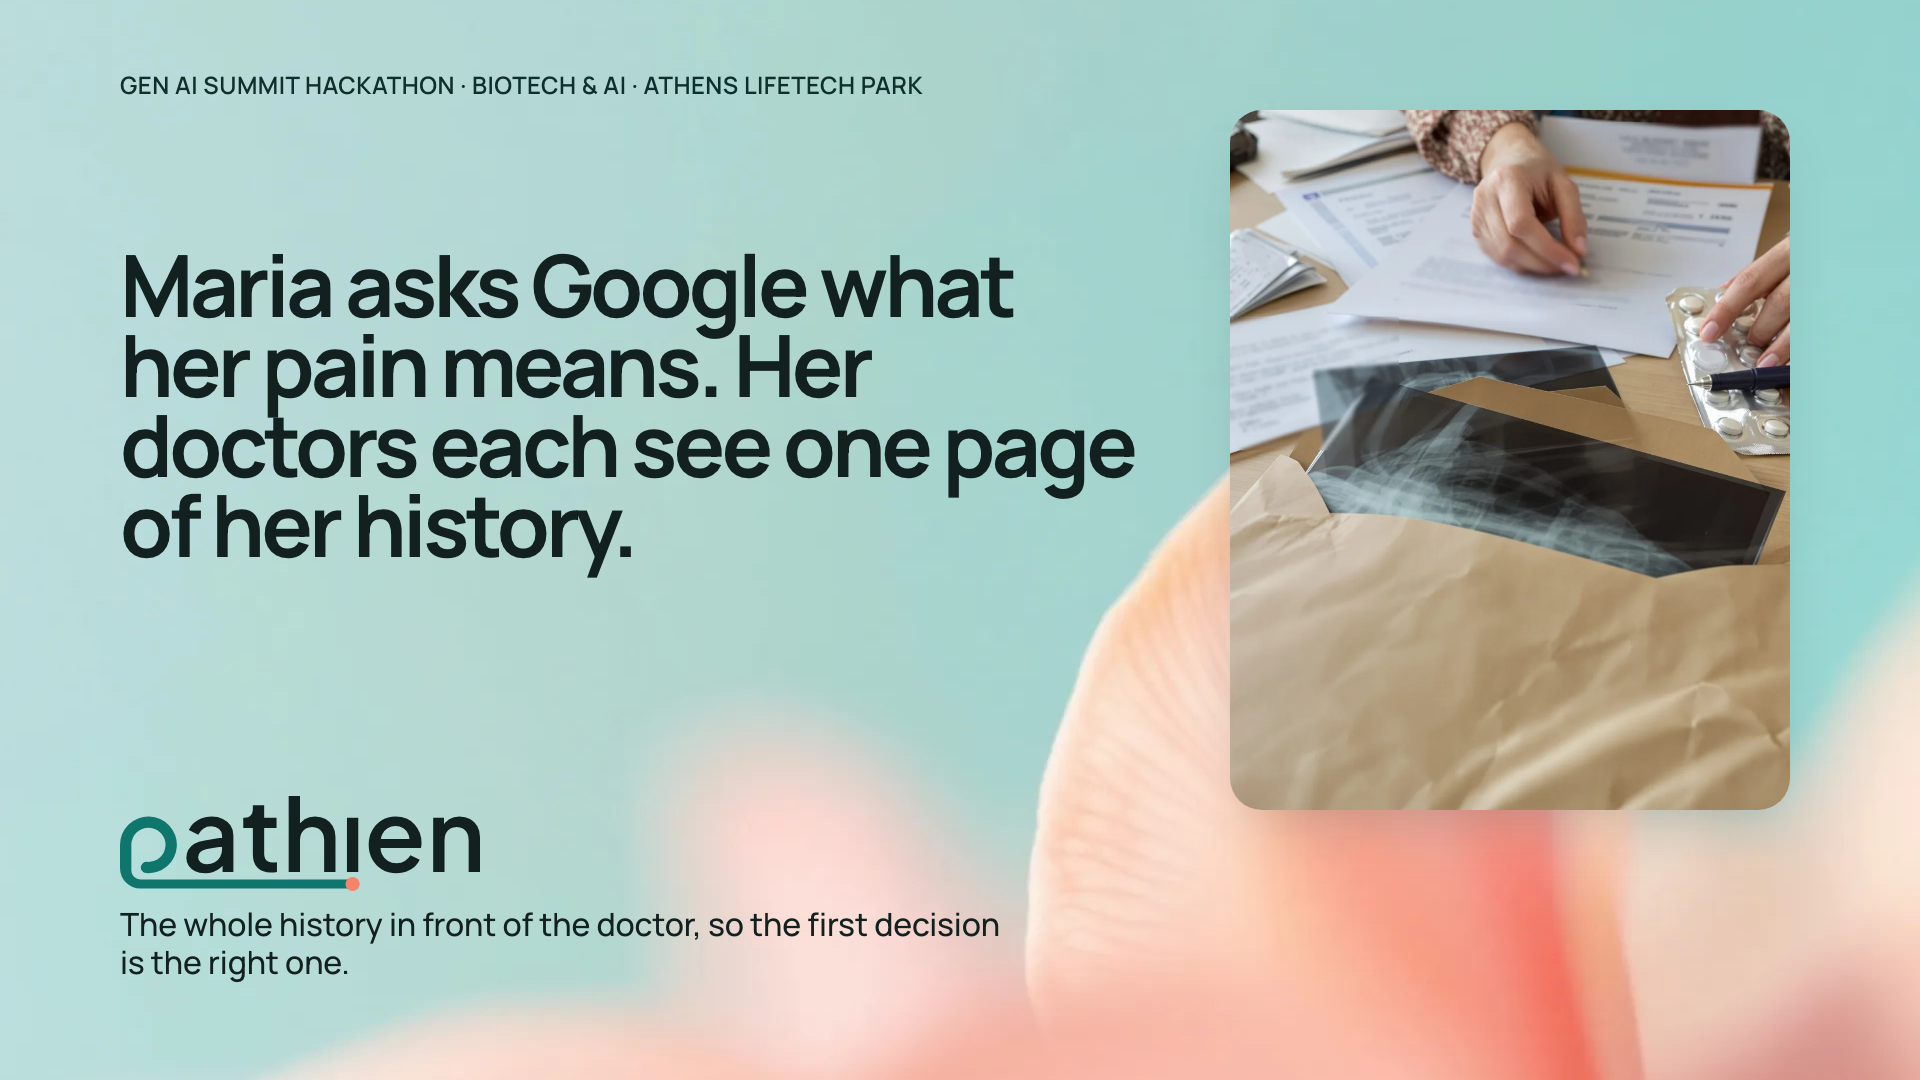 GEN AI SUMMIT HACKATHON · BIOTECH & AI · ATHENS LIFETECH PARK
Maria asks Google what
her pain means. Her
doctors each see one page
of her history.
pathien
The whole history in front of the doctor, so the first decision
is the right one.